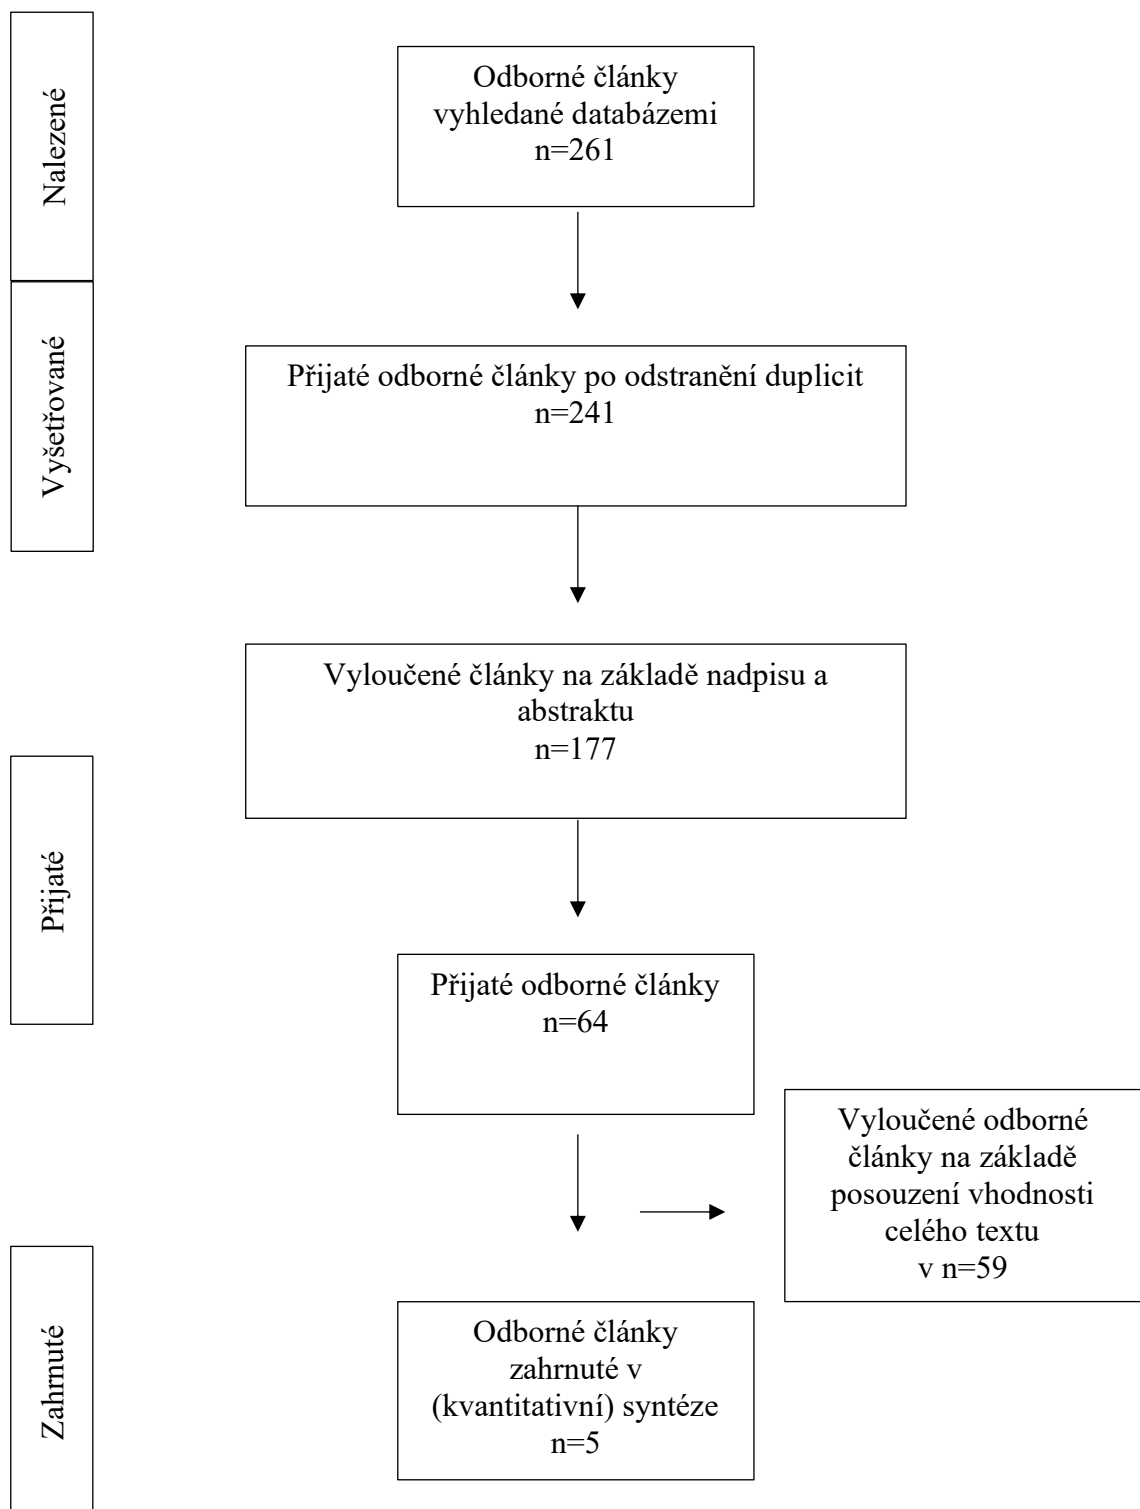 Nalezené
Odborné články
vyhledané databázemi
n=261
Vyšetřované
Přijaté odborné články po odstranění duplicit
n=241
Vyloučené články na základě nadpisu a
abstraktu
n=177
Přijaté
Přijaté odborné články
n=64
Vyloučené odborné
články na základě
posouzení vhodnosti
celého textu
v n=59
Zahrnuté
Odborné články
zahrnuté v
(kvantitativní) syntéze
n=5